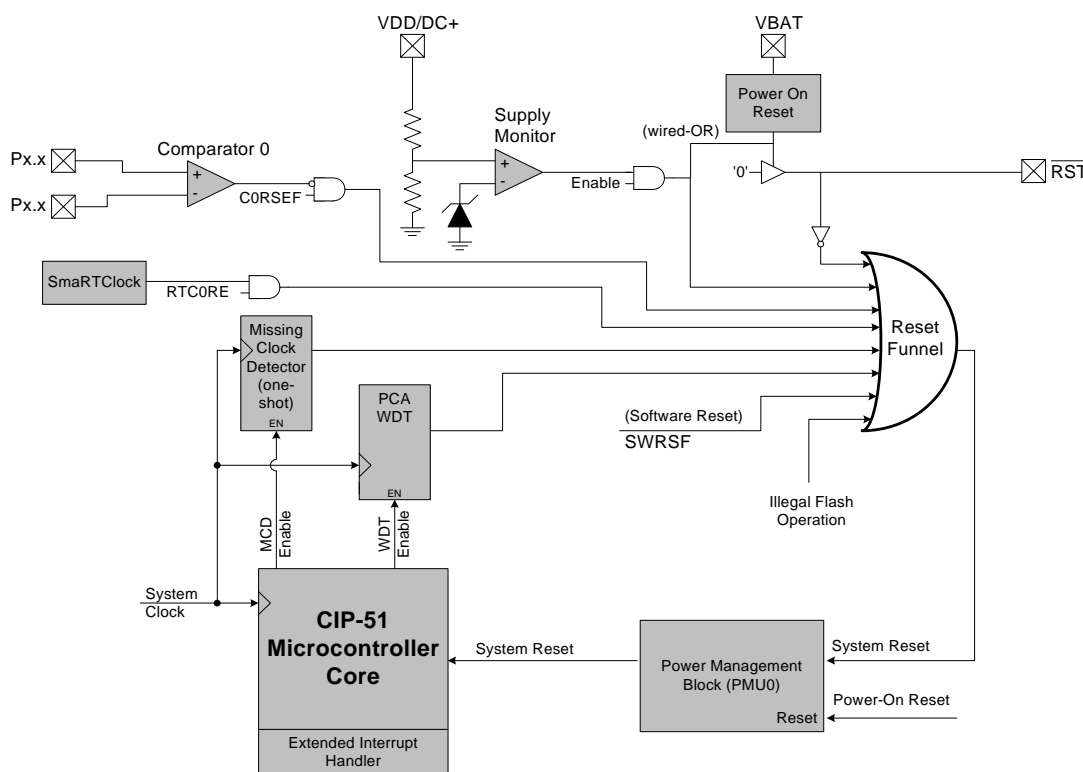 VDD/DC+
VBAT
Power On
Reset
Supply
Monitor
(wired-OR)
Px.x
Comparator 0
+
-
Px.x
C0RSEF
+
-
Enable
'0'
RST
SmaRTClock
RTC0RE
Missing
Clock
Detector
(one-
shot)
EN
PCA
WDT
EN
Reset
Funnel
(Software Reset)
SWRSF
Illegal Flash
Operation
MCD
Enable
WDT
Enable
System
Clock
CIP-51
Microcontroller
Core
Extended Interrupt
Handler
System Reset
Power Management
Block (PMU0)
Reset
System Reset
Power-On Reset